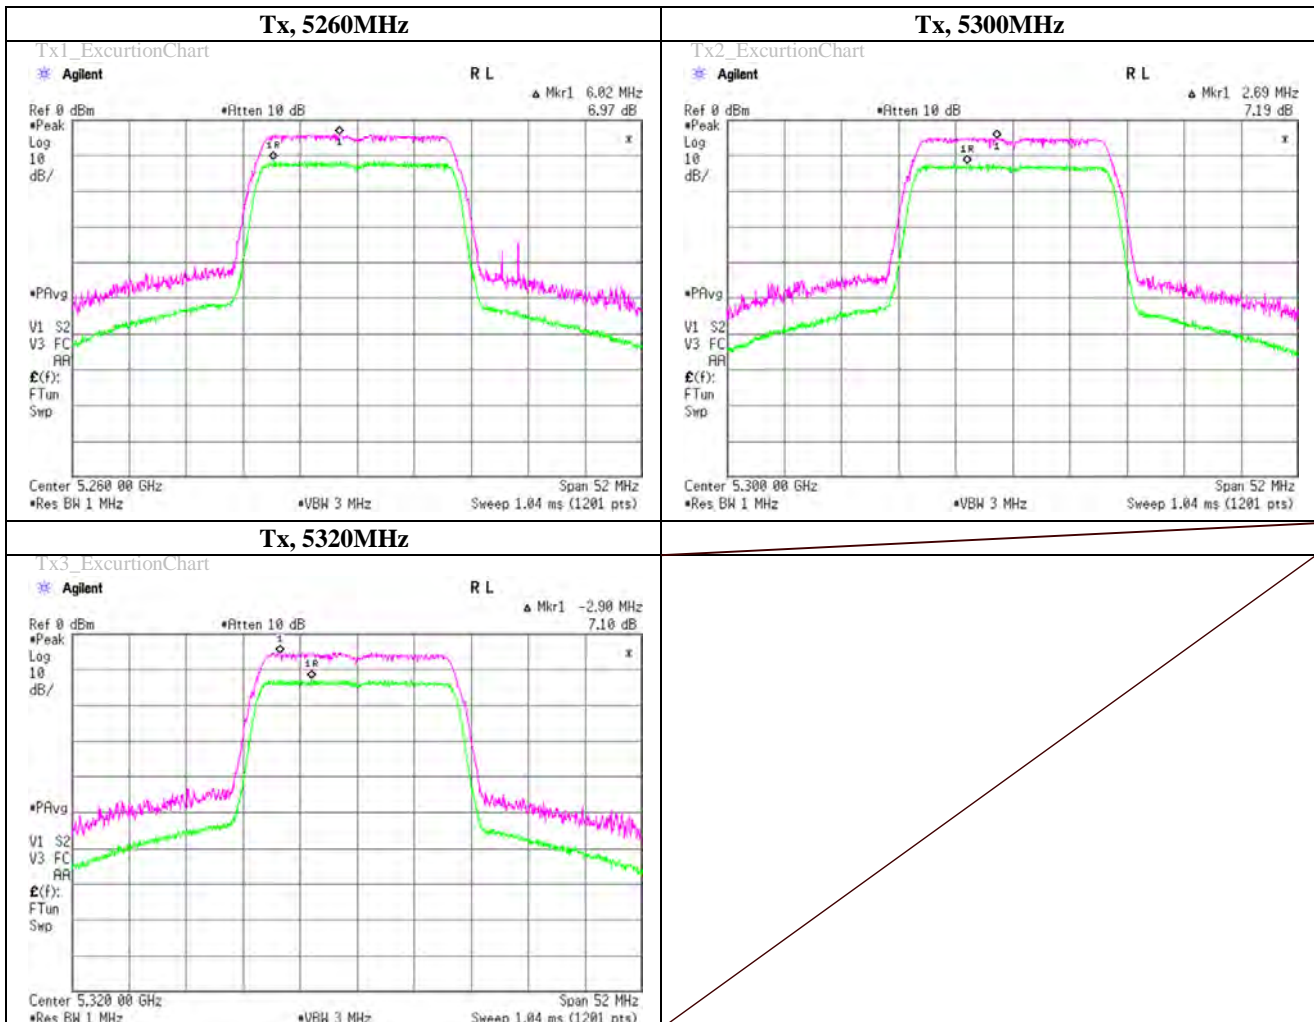 Tx, 5260MHz
Tx1_ExcurtionChart
Agilent
R L
Δ Mkr1 6.02 MHz
Ref 0 dBm
*Atten 10 dB
6.97 dB
*Peak
Log
10
dB/
1R
1
x
*PAvg
V1 S2
V3 FC
AA
£(f):
FTun
Swp
Center 5.260 00 GHz
Span 52 MHz
*Res BW 1 MHz
*VBW 3 MHz
Sweep 1.04 ms (1201 pts)
Tx, 5300MHz
Tx2_ExcurtionChart
Agilent
R L
Δ Mkr1 2.69 MHz
Ref 0 dBm
*Atten 10 dB
7.19 dB
*Peak
Log
10
dB/
1R
1
x
*PAvg
V1 S2
V3 FC
AA
£(f):
FTun
Swp
Center 5.300 00 GHz
Span 52 MHz
*Res BW 1 MHz
*VBW 3 MHz
Sweep 1.04 ms (1201 pts)
Tx, 5320MHz
Tx3_ExcurtionChart
Agilent
R L
Δ Mkr1 -2.90 MHz
Ref 0 dBm
*Atten 10 dB
7.10 dB
*Peak
Log
10
dB/
1
1R
x
*PAvg
V1 S2
V3 FC
AA
£(f):
FTun
Swp
Center 5.320 00 GHz
Span 52 MHz
*Res BW 1 MHz
*VBW 3 MHz
Sweep 1.04 ms (1201 pts)